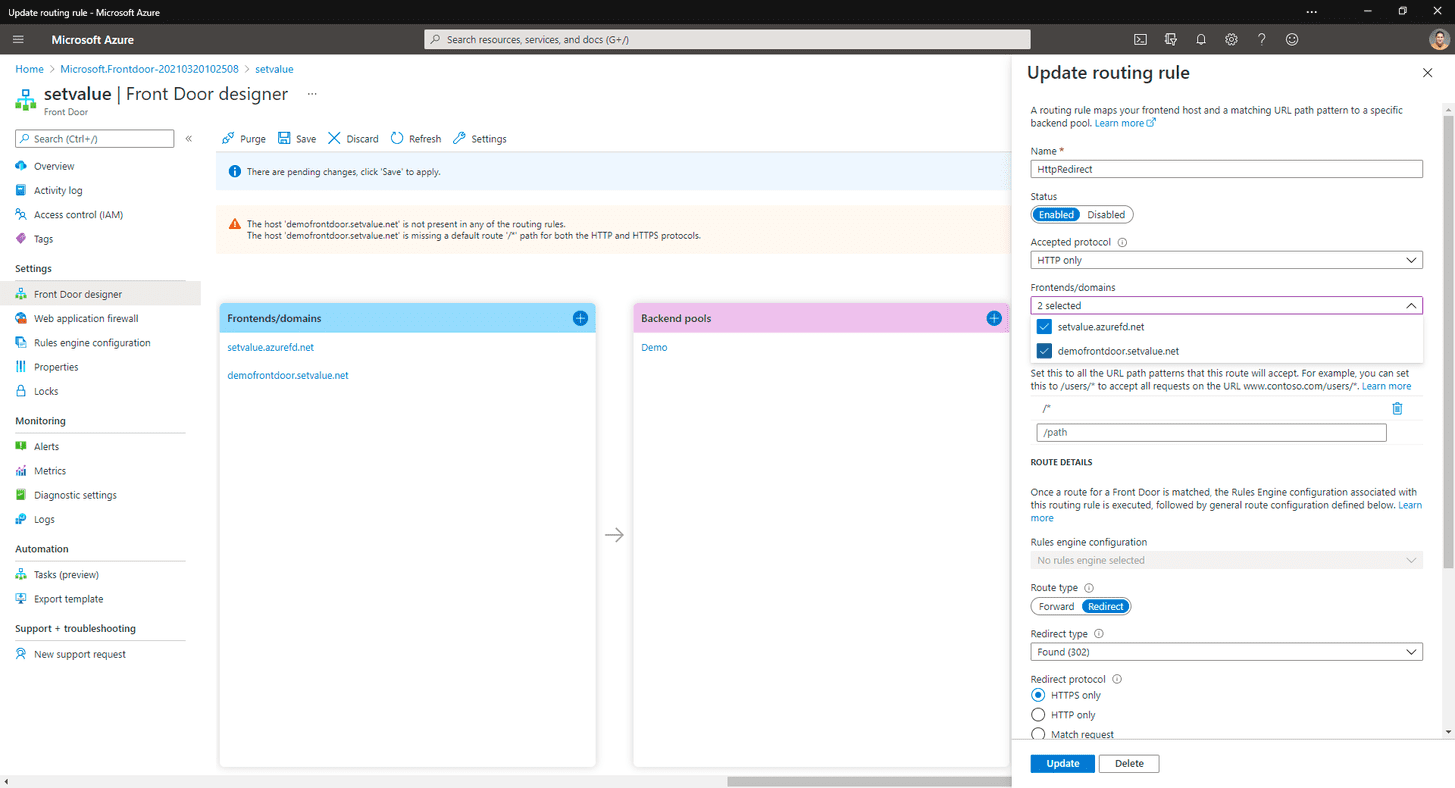 Update routing rule - Microsoft Azure
Microsoft Azure
Search resources, services, and docs (G+/)
Home > Microsoft.Frontdoor-20210320102508 > setvalue
setvalue | Front Door designer ...
Front Door
Search (Ctrl+/)
«
Overview
Activity log
Access control (IAM)
Tags
Settings
Front Door designer
Web application firewall
Rules engine configuration
Properties
Locks
Monitoring
Alerts
Metrics
Diagnostic settings
Logs
Automation
Tasks (preview)
Export template
Support + troubleshooting
New support request
Purge Save Discard Refresh Settings
There are pending changes, click 'Save' to apply.
The host 'demofrontdoor.setvalue.net' is not present in any of the routing rules.
The host 'demofrontdoor.setvalue.net' is missing a default route '/*' path for both the HTTP and HTTPS protocols.
Frontends/domains
setvalue.azurefd.net
demofrontdoor.setvalue.net
Backend pools
Demo
Update routing rule
A routing rule maps your frontend host and a matching URL path pattern to a specific
backend pool. Learn more
Name *
HttpRedirect
Status
Enabled Disabled
Accepted protocol
HTTP only
Frontends/domains
2 selected
setvalue.azurefd.net
demofrontdoor.setvalue.net
Set this to all the URL path patterns that this route will accept. For example, you can set
this to /users/* to accept all requests on the URL www.contoso.com/users/*. Learn more
/*
/path
ROUTE DETAILS
Once a route for a Front Door is matched, the Rules Engine configuration associated with
this routing rule is executed, followed by general route configuration defined below. Learn
more
Rules engine configuration
No rules engine selected
Route type
Forward Redirect
Redirect type
Found (302)
Redirect protocol
HTTPS only
HTTP only
Match request
Update Delete